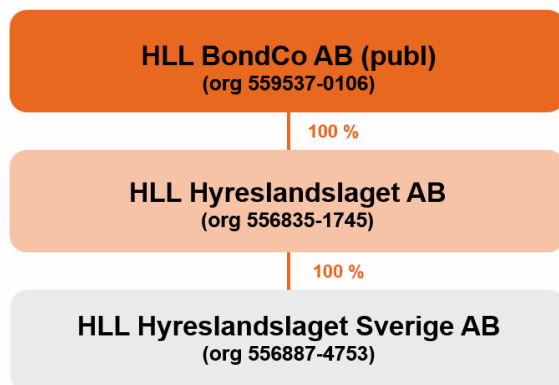 HLL BondCo AB (publ)
(org 559537-0106)
100 %
HLL Hyreslandslaget AB
(org 556835-1745)
100 %
HLL Hyreslandslaget Sverige AB
(org 556887-4753)